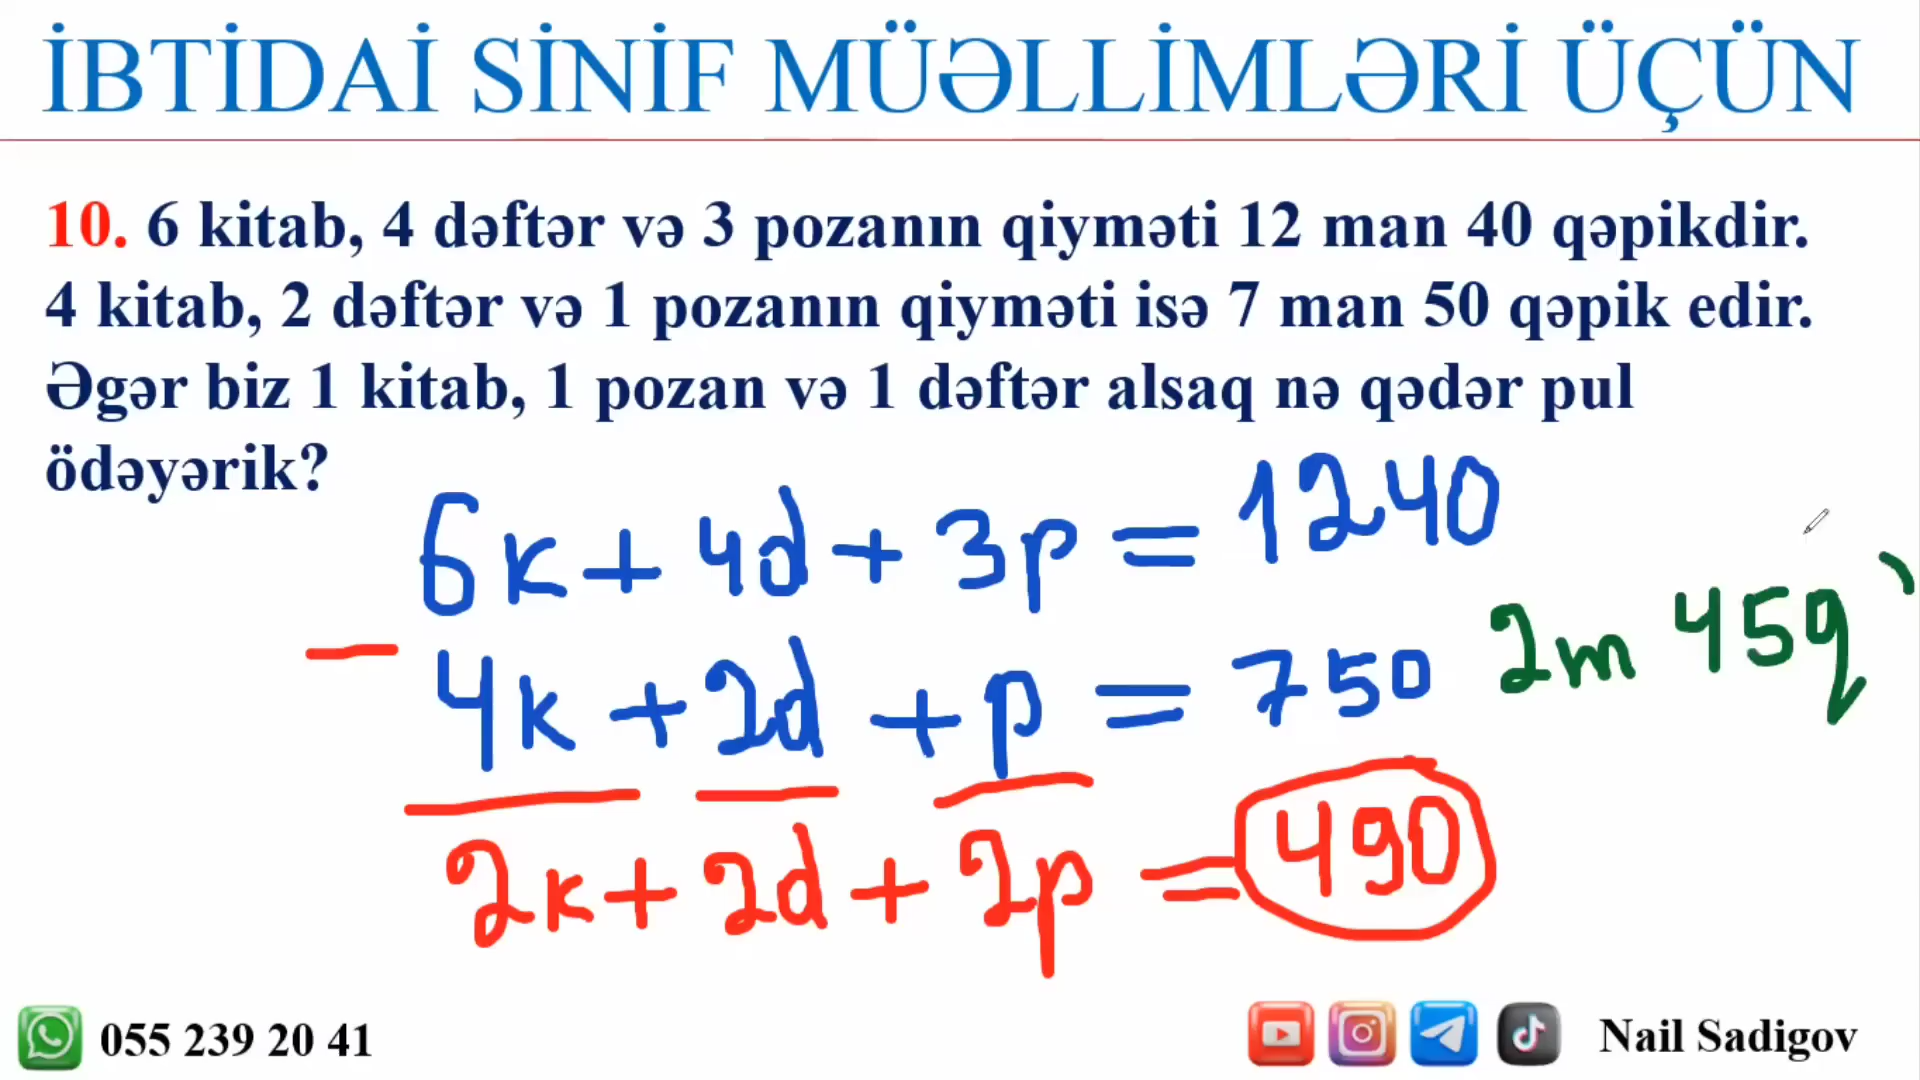 İBTİDAİ SİNİF MÜƏLLİMLƏRİ ÜÇÜN
10. 6 kitab, 4 dəftər və 3 pozanın qiyməti 12 man 40 qəpikdir.
4 kitab, 2 dəftər və 1 pozanın qiyməti isə 7 man 50 qəpik edir.
Əgər biz 1 kitab, 1 pozan və 1 dəftər alsaq nə qədər pul
ödəyərik?
6k + 4d + 3p = 1240
- 4k + 2d + p = 750
2m 45q
2k + 2d + 2p = 490
055 239 20 41
Nail Sadigov